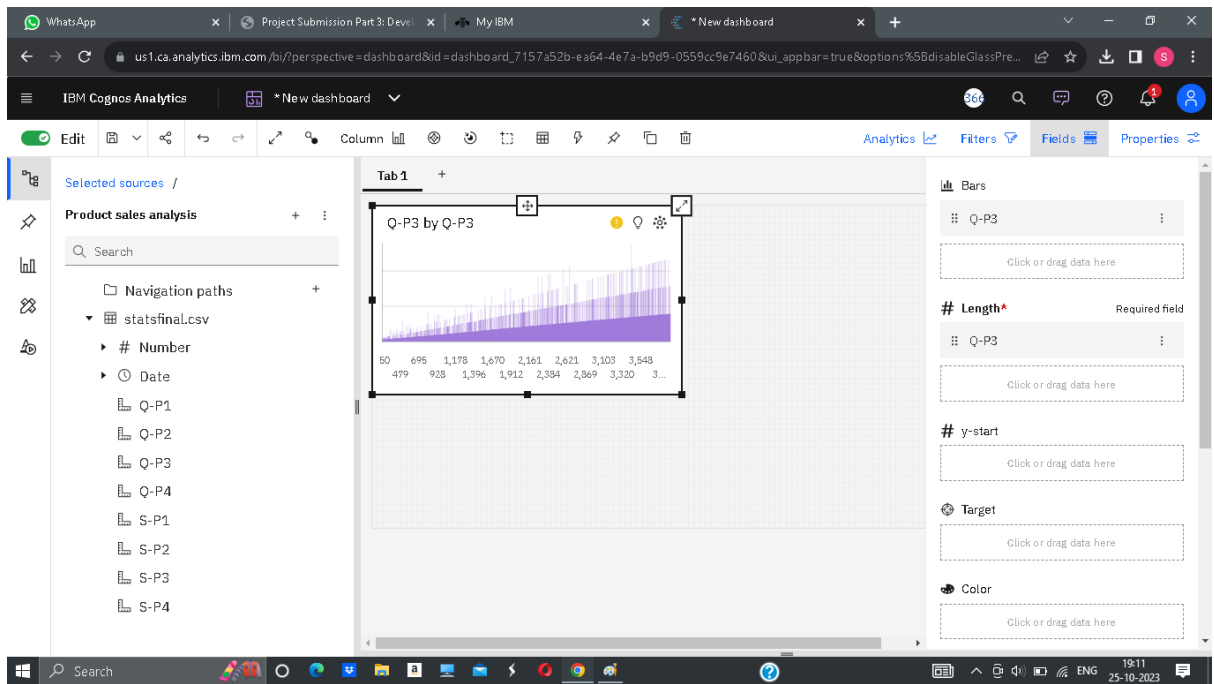 WhatsApp
Project Submission Part 3: Devel
My IBM
* New dashboard
us1.ca.analytics.ibm.com/bi/?perspective=dashboard&id=dashboard_7157a52b-ea64-4e7a-b9d9-0559cc9e7460&ui_appbar=true&options%5BdisableGlassPre...
S
IBM Cognos Analytics
* New dashboard
366
1
Edit
Column
Analytics
Filters
Fields
Properties
Selected sources /
Product sales analysis
Search
Navigation paths
statsfinal.csv
# Number
Date
Q-P1
Q-P2
Q-P3
Q-P4
S-P1
S-P2
S-P3
S-P4
Tab 1
Q-P3 by Q-P3
50 695 1,178 1,670 2,161 2,621 3,103 3,548
479 928 1,396 1,912 2,384 2,869 3,320 3...
Bars
Q-P3
Click or drag data here
# Length* Required field
Q-P3
Click or drag data here
# y-start
Click or drag data here
Target
Click or drag data here
Color
Click or drag data here
Search
ENG
19:11
25-10-2023